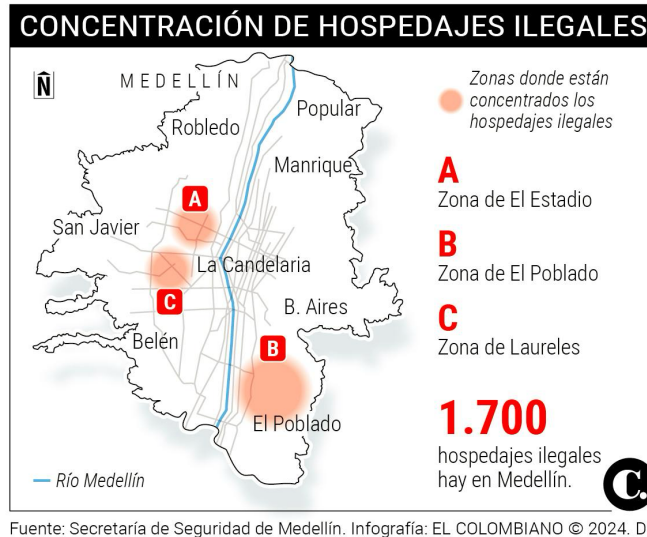 CONCENTRACIÓN DE HOSPEDAJES ILEGALES
N
MEDELLÍN
Popular
Robledo
Manrique
A
San Javier
La Candelaria
C
B. Aires
Belén
B
El Poblado
Río Medellín
Zonas donde están
concentrados los
hospedajes ilegales
A
Zona de El Estadio
B
Zona de El Poblado
C
Zona de Laureles
1.700
hospedajes ilegales
hay en Medellín.
C.
Fuente: Secretaría de Seguridad de Medellín. Infografía: EL COLOMBIANO © 2024. D